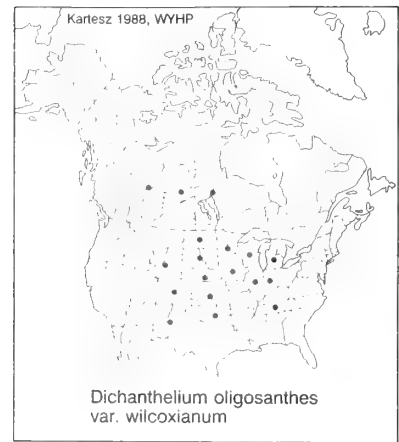 Kartesz 1988, WYHP
Dichanthelium oligosanthes
var. wilcoxianum